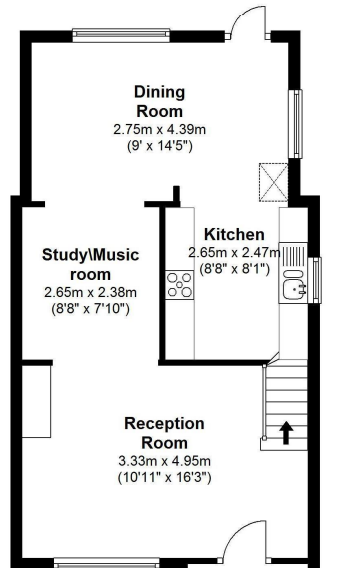 Dining
Room
2.75m x 4.39m
(9' x 14'5")
Kitchen
2.65m x 2.47m
(8'8" x 8'1")
Study\Music
room
2.65m x 2.38m
(8'8" x 7'10")
Reception
Room
3.33m x 4.95m
(10'11" x 16'3")